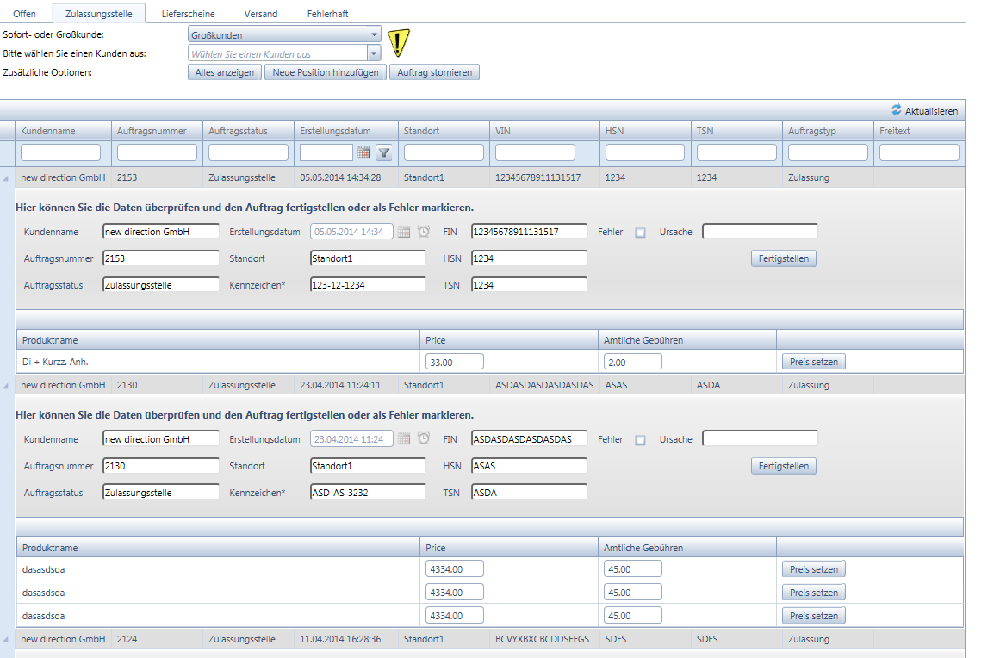 Offen Zulassungsstelle Lieferscheine Versand Fehlerhaft
Sofort- oder Großkunde: Großkunden
Bitte wählen Sie einen Kunden aus: Wählen Sie einen Kunden aus
Zusätzliche Optionen: Alles anzeigen Neue Position hinzufügen Auftrag stornieren
Aktualisieren
Kundenname Auftragsnummer Auftragsstatus Erstellungsdatum Standort VIN HSN TSN Auftragstyp Freitext
new direction GmbH 2153 Zulassungsstelle 05.05.2014 14:34:28 Standort1 12345678911131517 1234 1234 Zulassung
Hier können Sie die Daten überprüfen und den Auftrag fertigstellen oder als Fehler markieren.
Kundenname new direction GmbH Erstellungsdatum 05.05.2014 14:34 FIN 12345678911131517 Fehler Ursache
Auftragsnummer 2153 Standort Standort1 HSN 1234 Fertigstellen
Auftragsstatus Zulassungsstelle Kennzeichen* 123-12-1234 TSN 1234
Produktname Price Amtliche Gebühren
Di + Kurzz. Anh. 33.00 2.00 Preis setzen
new direction GmbH 2130 Zulassungsstelle 23.04.2014 11:24:11 Standort1 ASDASDASDASDASDAS ASAS ASDA Zulassung
Hier können Sie die Daten überprüfen und den Auftrag fertigstellen oder als Fehler markieren.
Kundenname new direction GmbH Erstellungsdatum 23.04.2014 11:24 FIN ASDASDASDASDASDAS Fehler Ursache
Auftragsnummer 2130 Standort Standort1 HSN ASAS Fertigstellen
Auftragsstatus Zulassungsstelle Kennzeichen* ASD-AS-3232 TSN ASDA
Produktname Price Amtliche Gebühren
dasasdsda 4334.00 45.00 Preis setzen
dasasdsda 4334.00 45.00 Preis setzen
dasasdsda 4334.00 45.00 Preis setzen
new direction GmbH 2124 Zulassungsstelle 11.04.2014 16:28:36 Standort1 BCVYXBXCBCDDSEFGS SDFS SDFS Zulassung